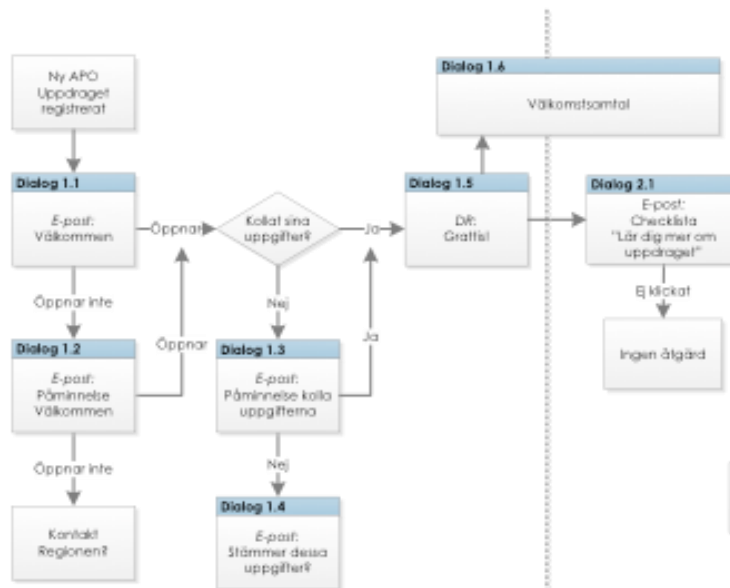 Ny APO
Uppdraget
registrerat
Dialog 1.1
E-post:
Välkommen
Öppnar
Kollat sina
uppgifter?
Ja
Dialog 1.5
DR:
Grattis!
Dialog 1.6
Välkomstsamtal
Dialog 2.1
E-post:
Checklista
"Lär dig mer om
uppdraget"
Ej klickat
Ingen åtgärd
Öppnar inte
Dialog 1.2
E-post:
Påminnelse
Välkommen
Öppnar
Nej
Dialog 1.3
E-post:
Påminnelse kolla
uppgifterna
Ja
Öppnar inte
Kontakt
Regionen?
Nej
Dialog 1.4
E-post:
Stämmer dessa
uppgifter?